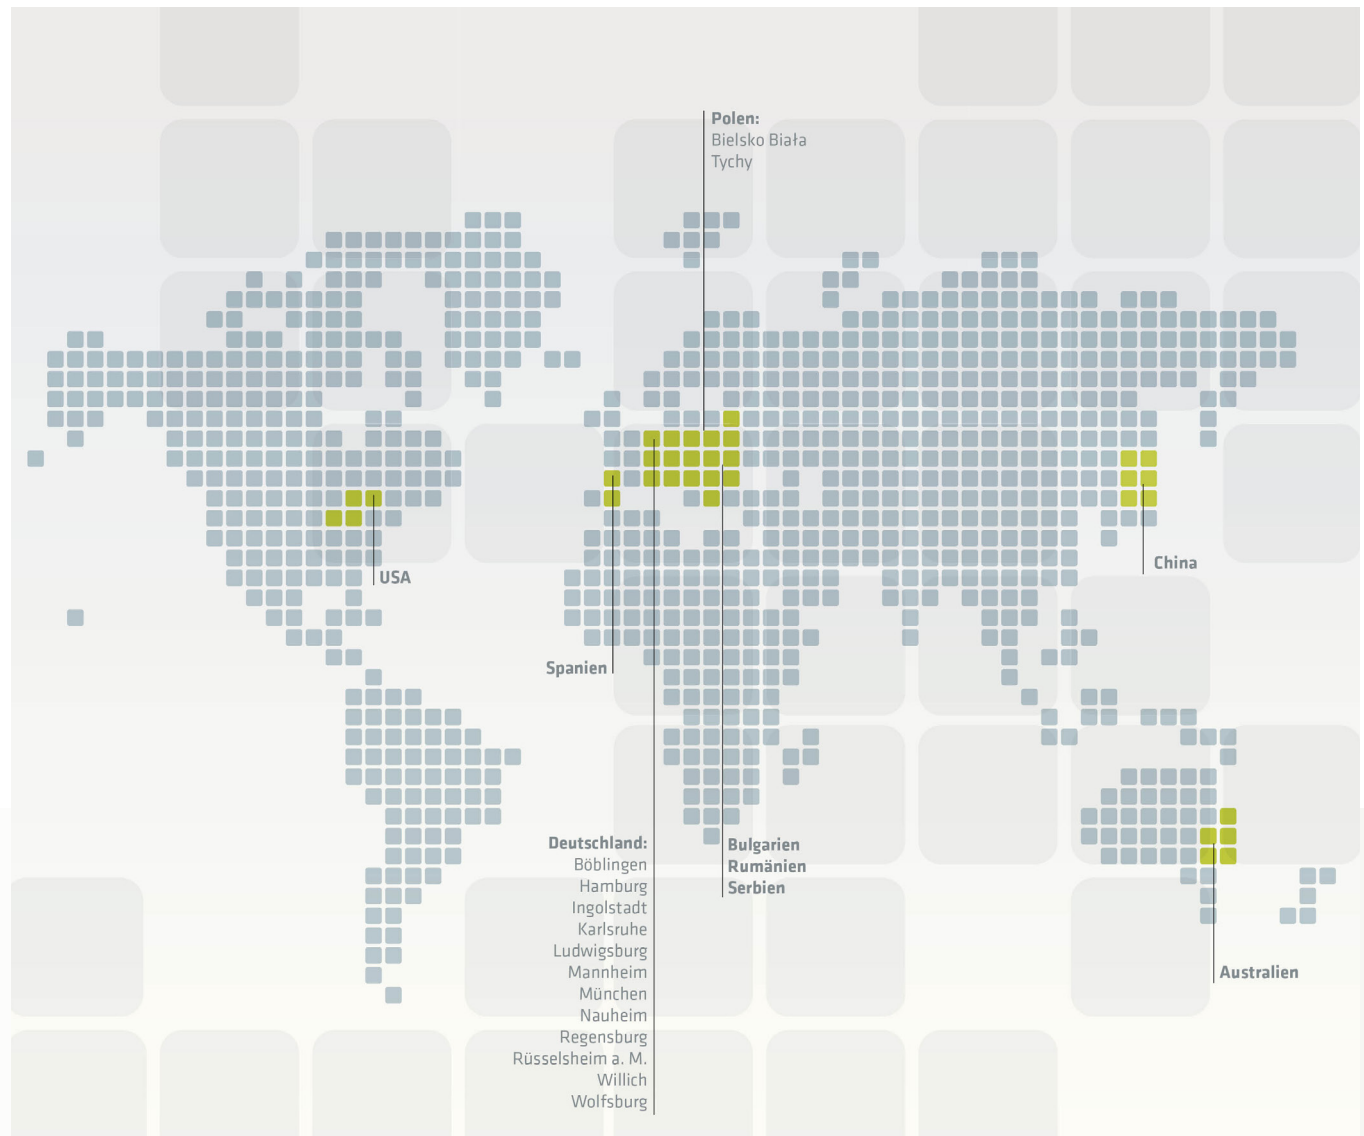 Polen:
Bielsko Biała
Tychy
USA
China
Spanien
Deutschland:
Böblingen
Hamburg
Ingolstadt
Karlsruhe
Ludwigsburg
Mannheim
München
Nauheim
Regensburg
Rüsselsheim a. M.
Willich
Wolfsburg
Bulgarien
Rumänien
Serbien
Australien